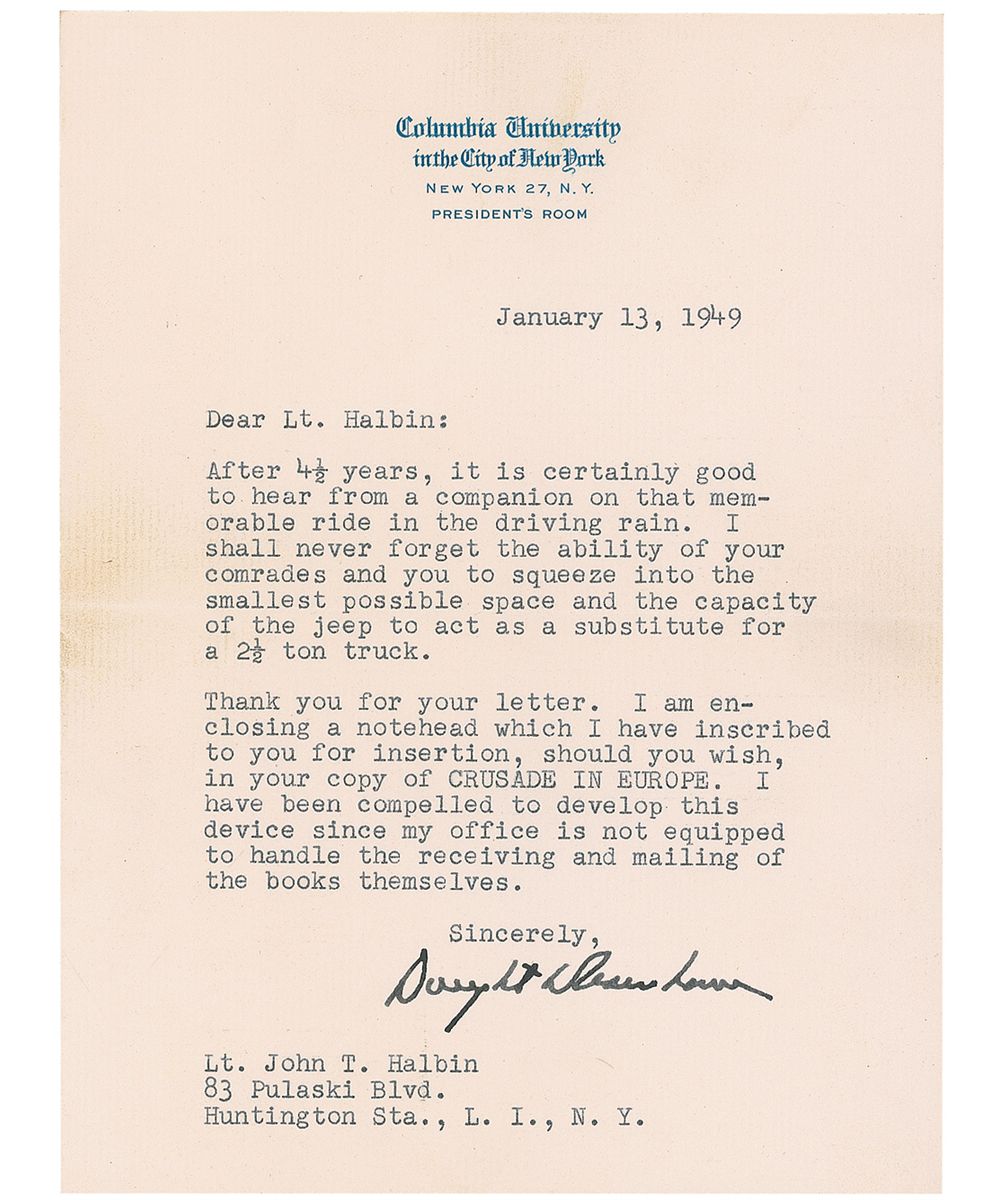 Columbia University
in the City of New York
NEW YORK 27, N. Y.
PRESIDENT'S ROOM
January 13, 1949
Dear Lt. Halbin:
After 4½ years, it is certainly good
to hear from a companion on that mem-
orable ride in the driving rain. I
shall never forget the ability of your
comrades and you to squeeze into the
smallest possible space and the capacity
of the jeep to act as a substitute for
a 2½ ton truck.
Thank you for your letter. I am en-
closing a notehead which I have inscribed
to you for insertion, should you wish,
in your copy of CRUSADE IN EUROPE. I
have been compelled to develop this
device since my office is not equipped
to handle the receiving and mailing of
the books themselves.
Sincerely,
Dwight Eisenhower
Lt. John T. Halbin
83 Pulaski Blvd.
Huntington Sta., L. I., N. Y.